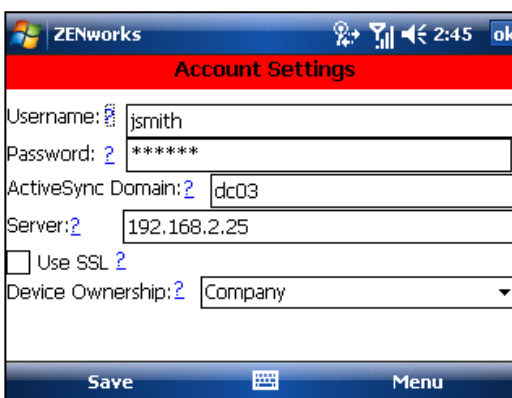 ZENworks 2:45 ok
Account Settings
Username: ? jsmith
Password: ? ******
ActiveSync Domain: ? dc03
Server: ? 192.168.2.25
Use SSL ?
Device Ownership: ? Company
Save Menu